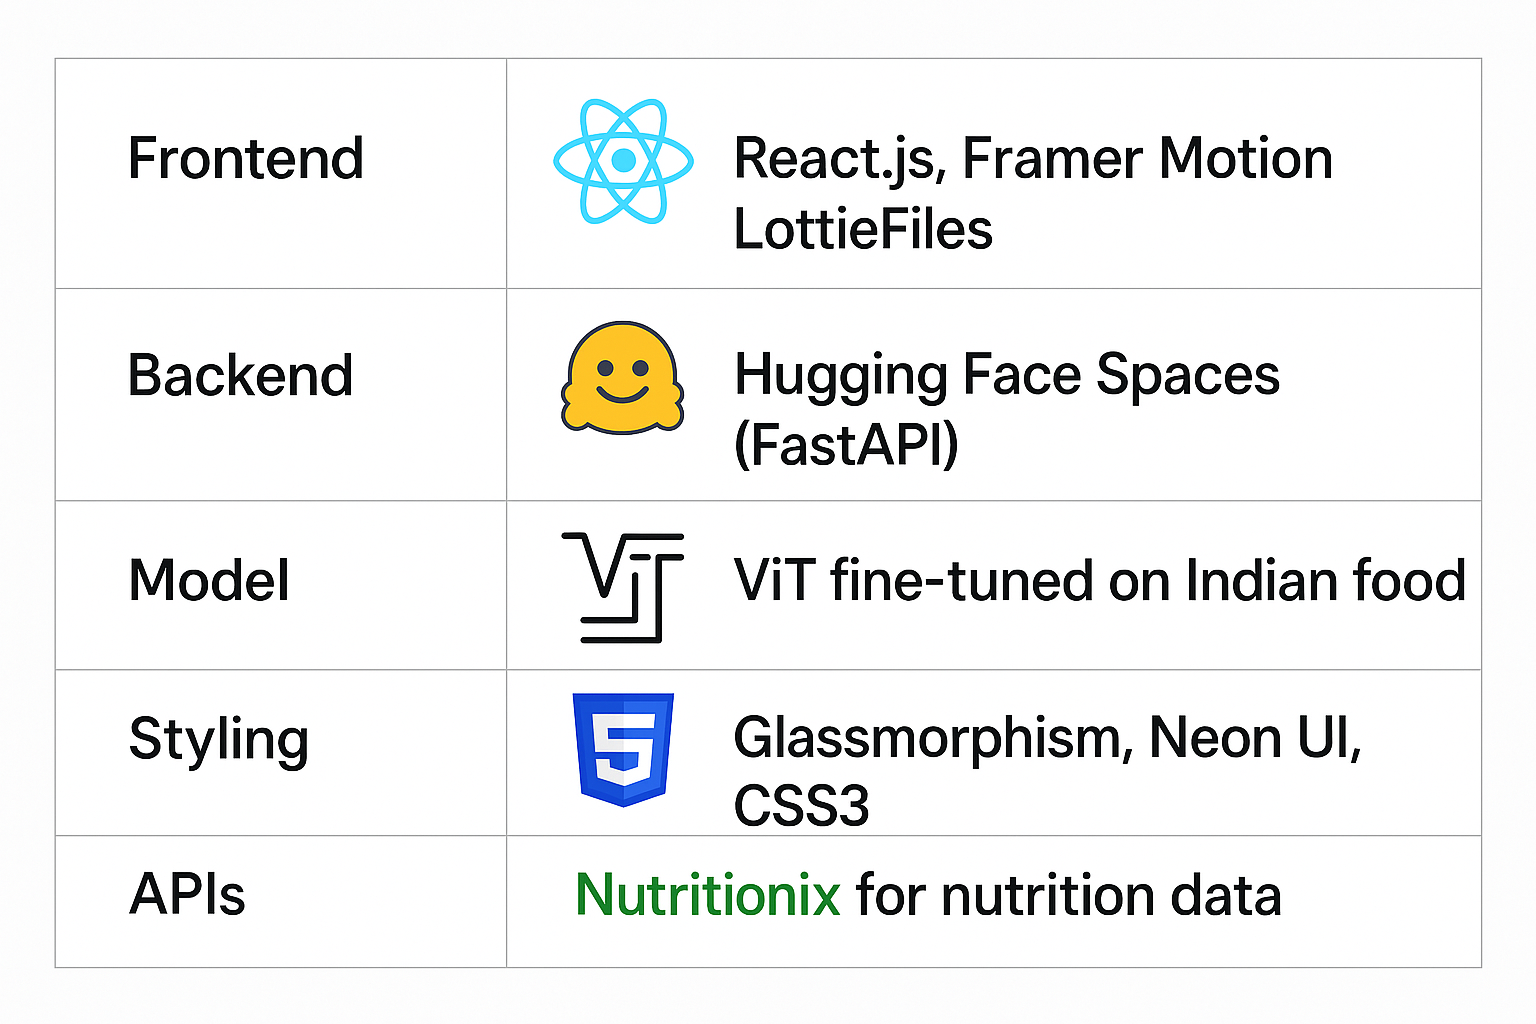 Frontend
React.js, Framer Motion
LottieFiles
Backend
Hugging Face Spaces
(FastAPI)
Model
ViT fine-tuned on Indian food
Styling
5
Glassmorphism, Neon UI,
CSS3
APIs
Nutritionix for nutrition data